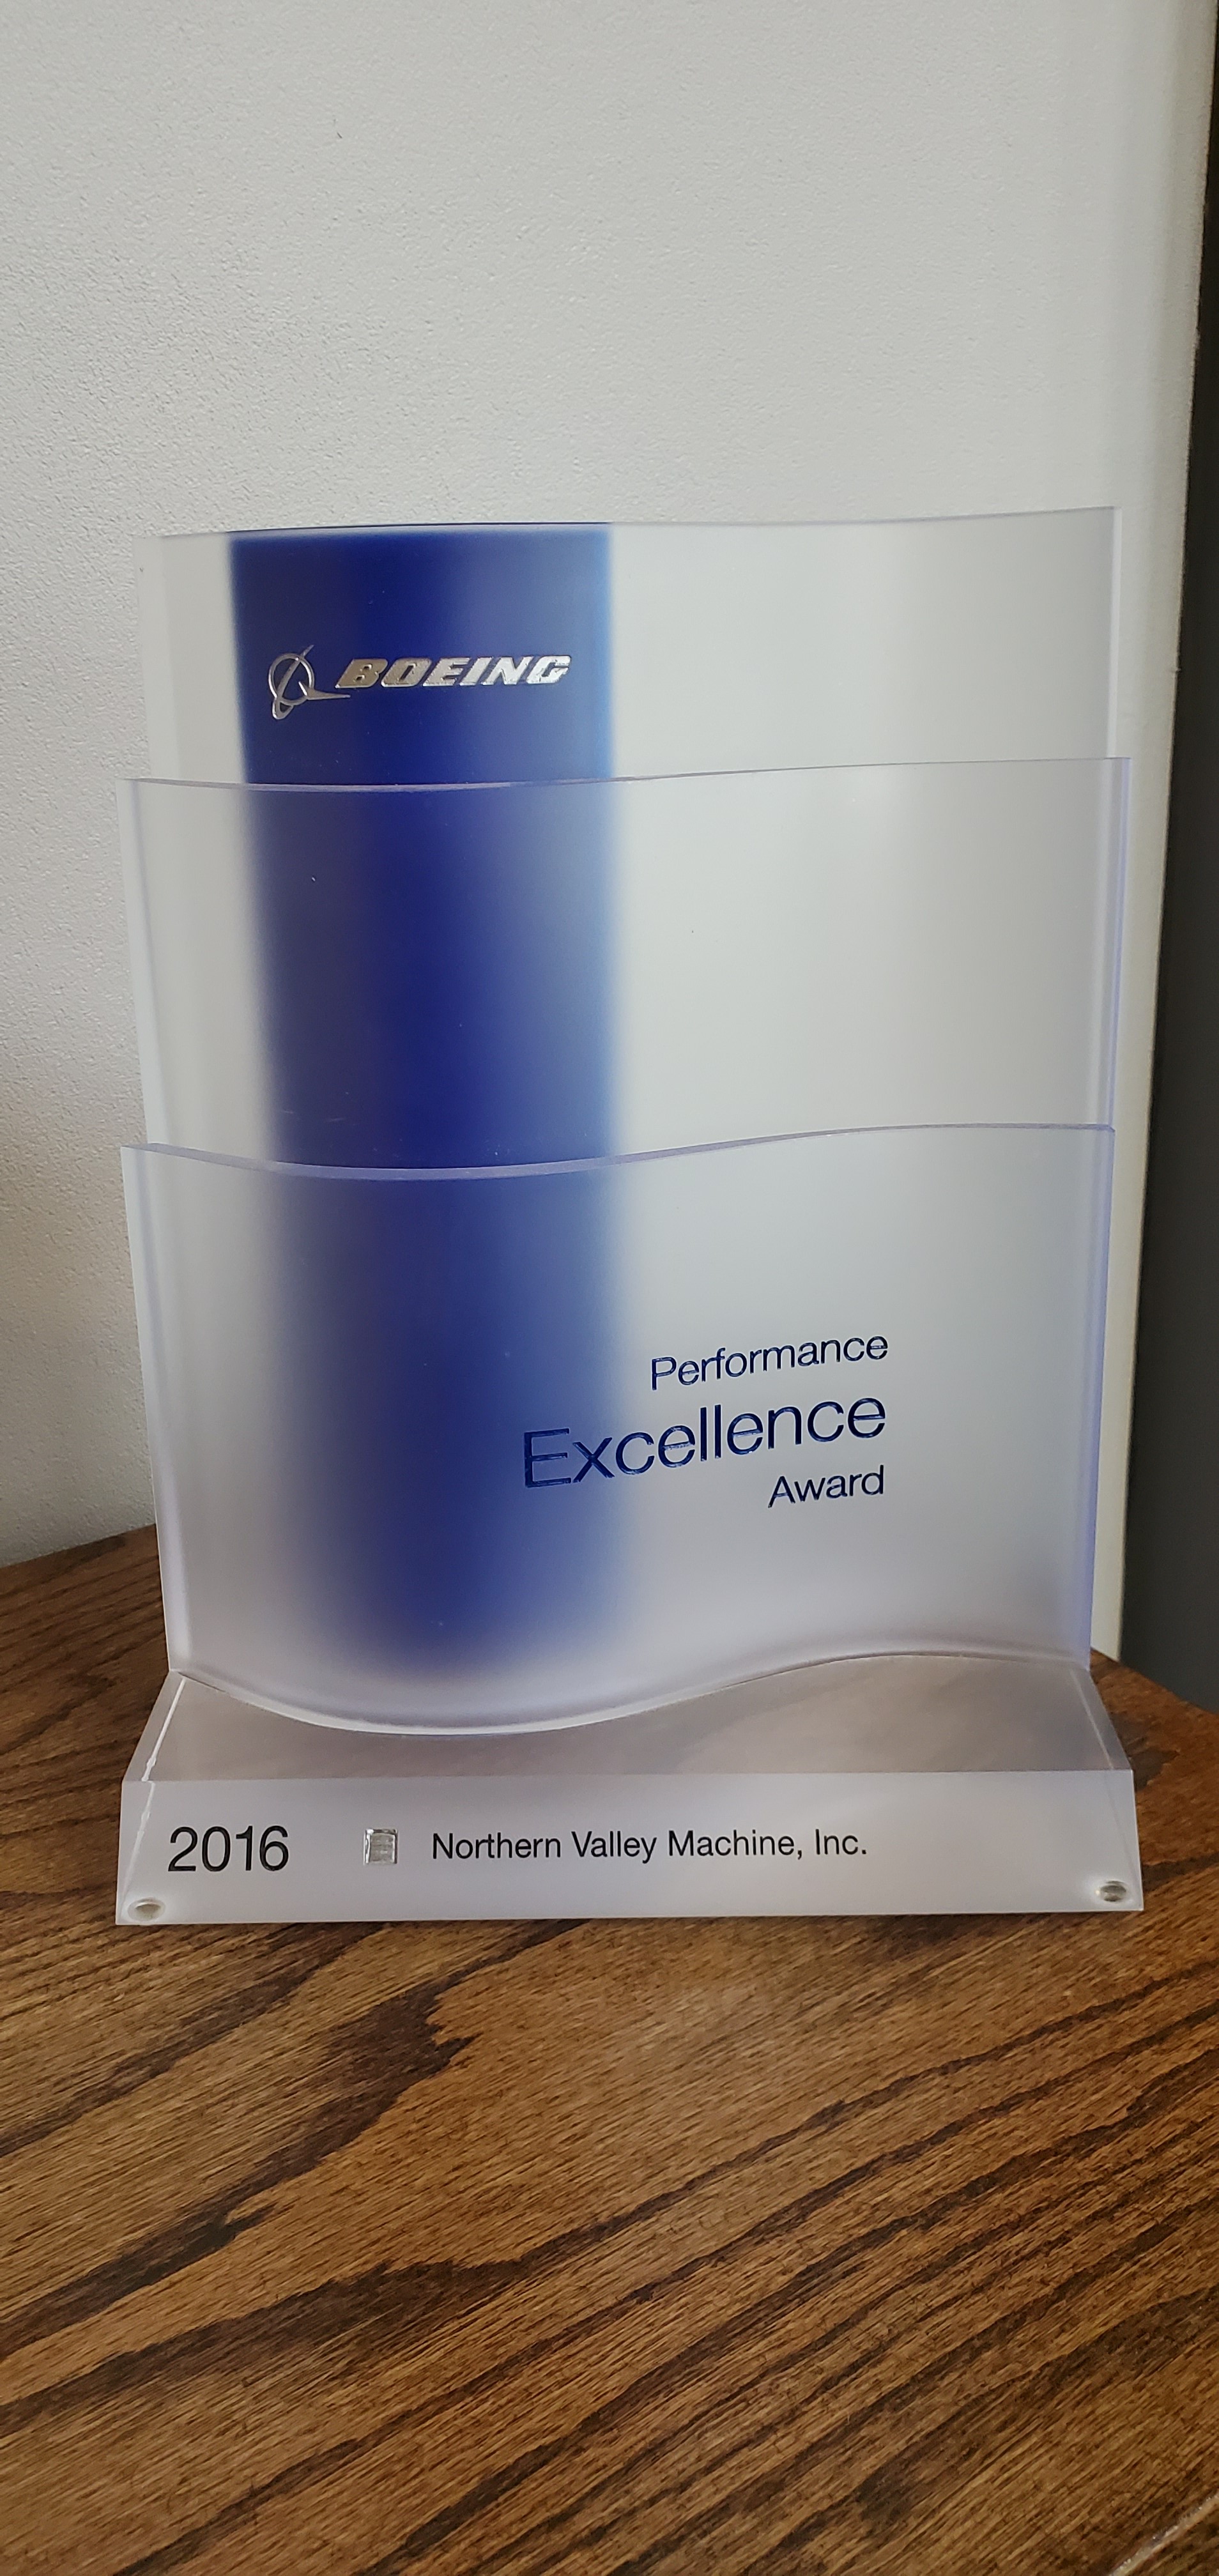 BOEING
Performance
Excellence
Award
2016 Northern Valley Machine, Inc.